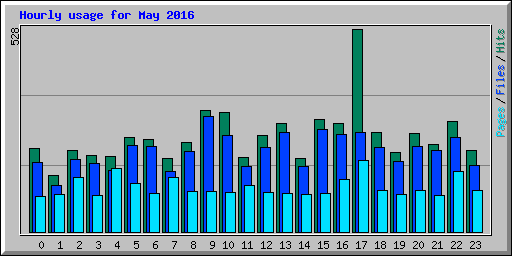 Hourly usage for May 2016
528
Pages / Files / Hits
0 1 2 3 4 5 6 7 8 9 10 11 12 13 14 15 16 17 18 19 20 21 22 23